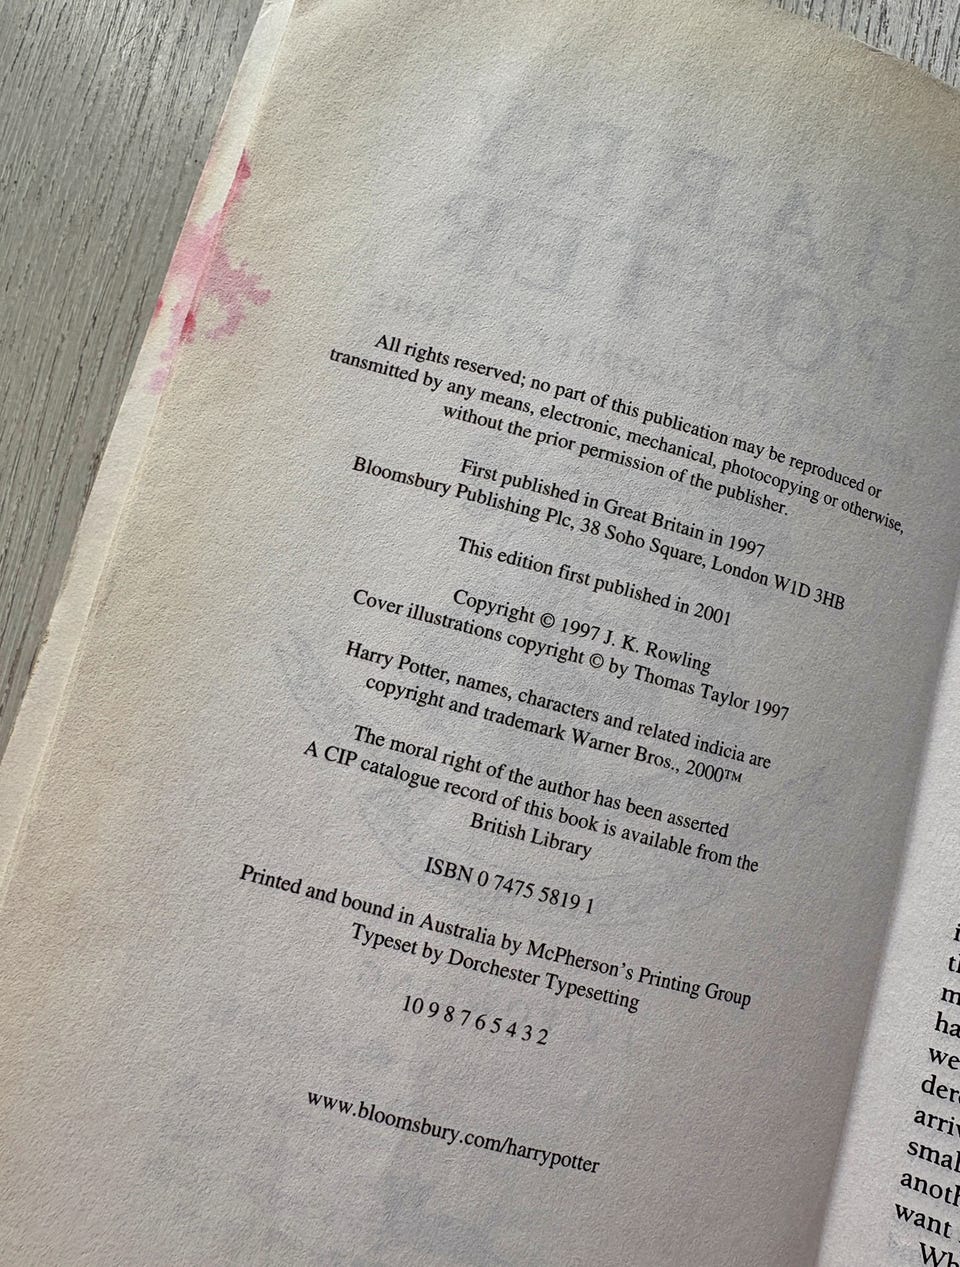 All rights reserved; no part of this publication may be reproduced or
transmitted by any means, electronic, mechanical, photocopying or otherwise,
without the prior permission of the publisher.
First published in Great Britain in 1997
Bloomsbury Publishing Plc, 38 Soho Square, London W1D 3HB
This edition first published in 2001
Copyright © 1997 J. K. Rowling
Cover illustrations copyright © by Thomas Taylor 1997
Harry Potter, names, characters and related indicia are
copyright and trademark Warner Bros., 2000™
The moral right of the author has been asserted
A CIP catalogue record of this book is available from the
British Library
ISBN 0 7475 5819 1
Printed and bound in Australia by McPherson's Printing Group
Typeset by Dorchester Typesetting
10 9 8 7 6 5 4 3 2
www.bloomsbury.com/harrypotter
want